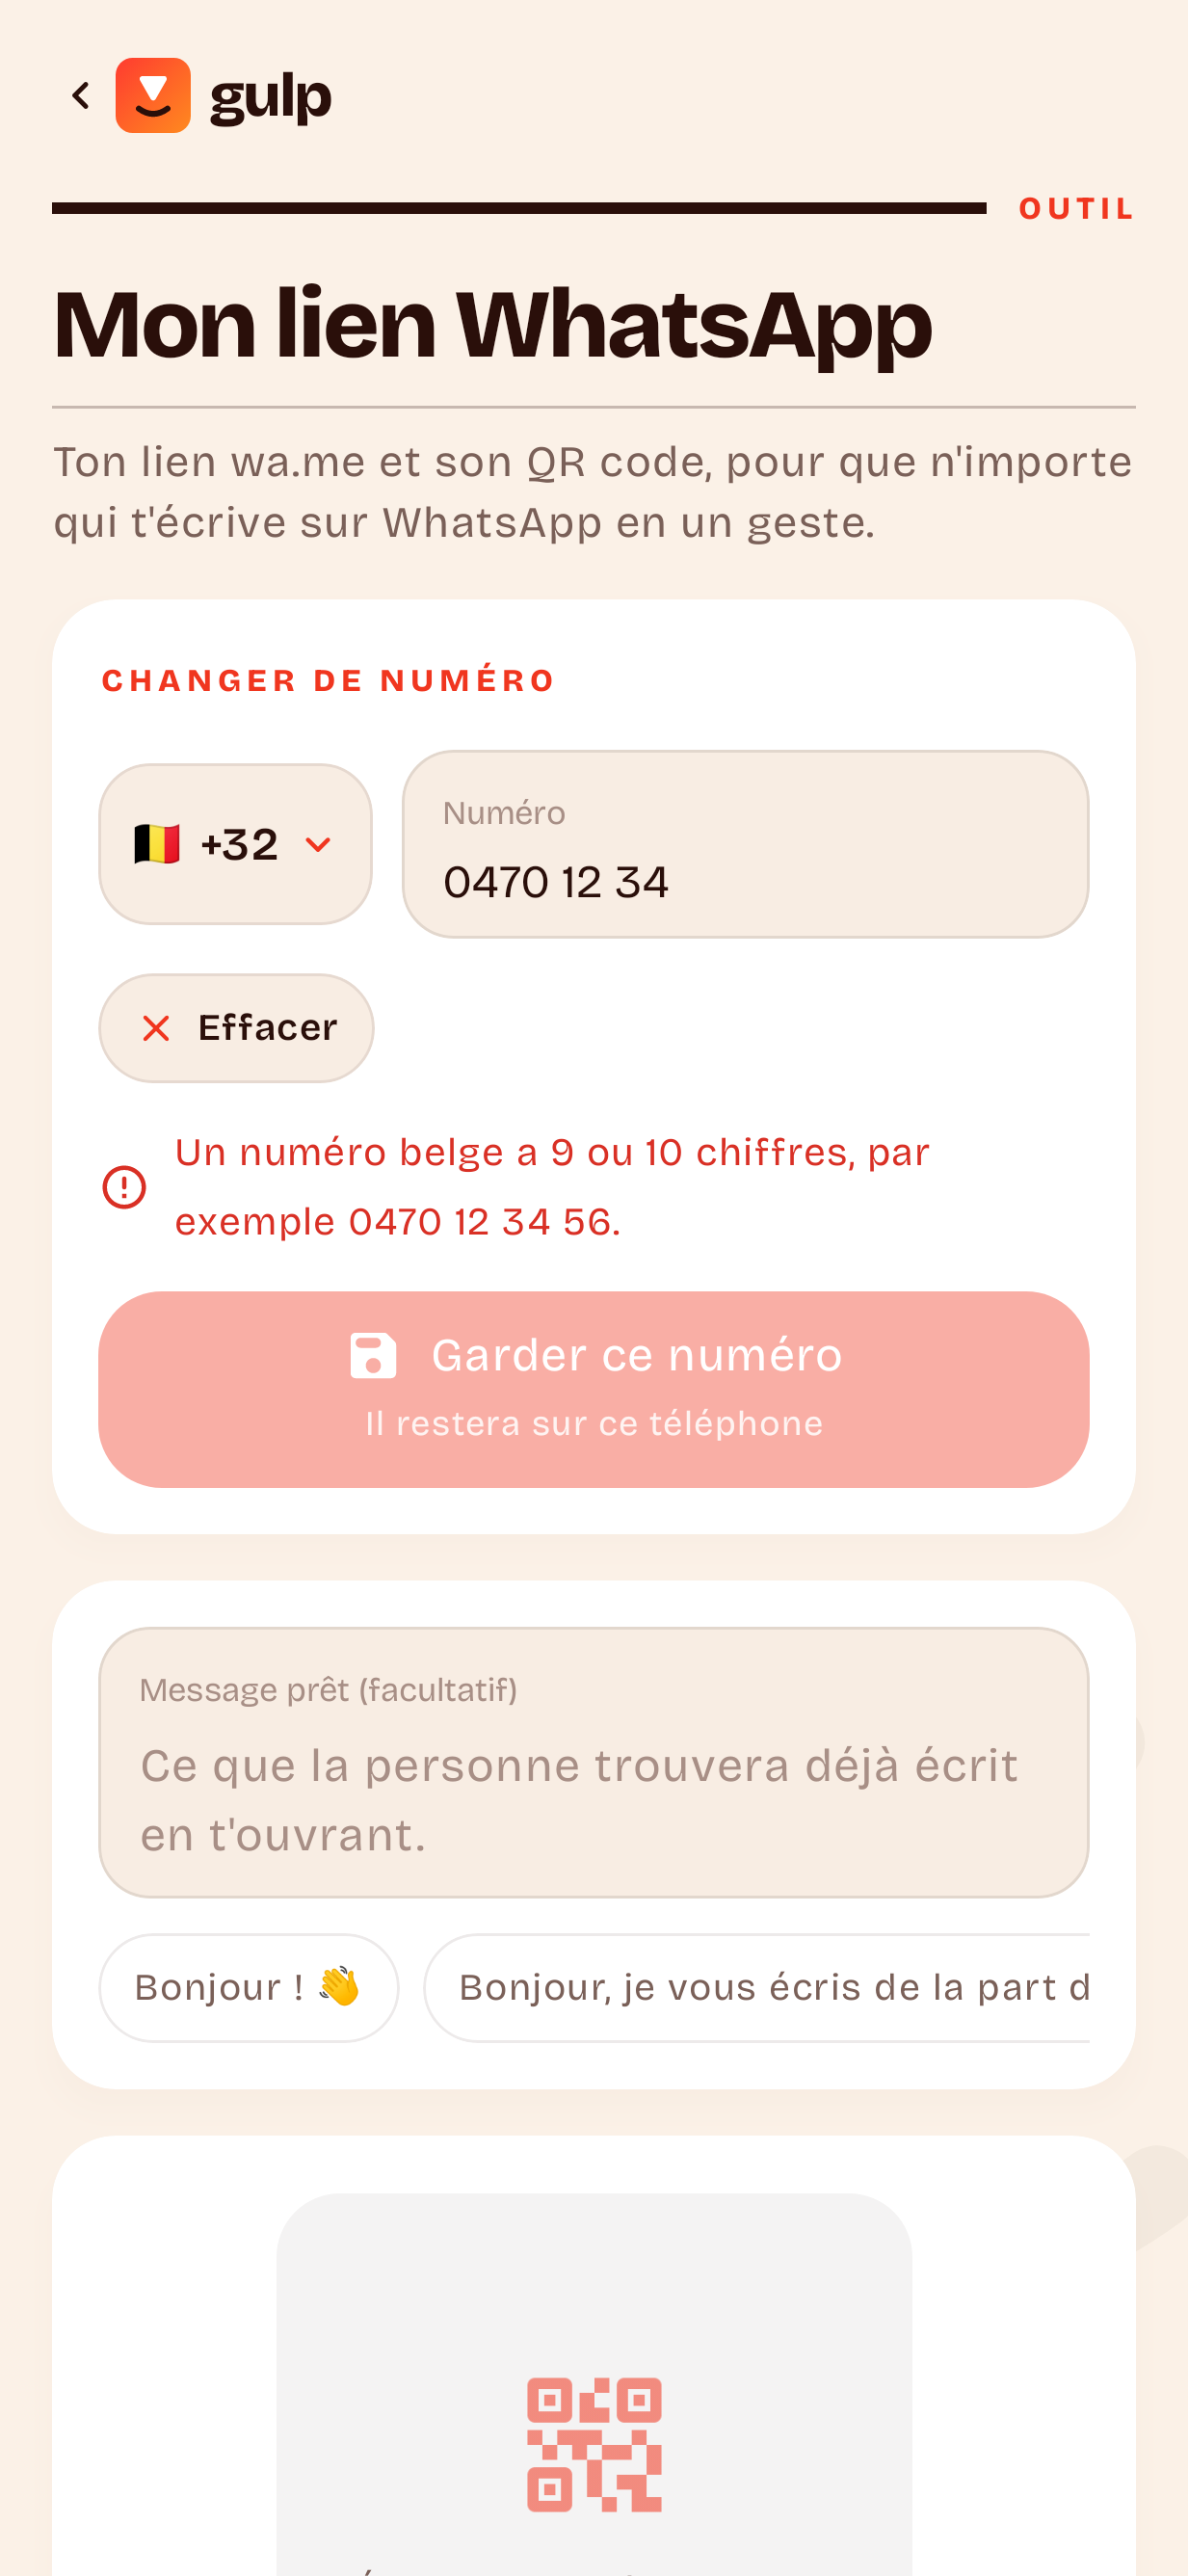 gulp
OUTIL
Mon lien WhatsApp
Ton lien wa.me et son QR code, pour que n'importe
qui t'écrive sur WhatsApp en un geste.
CHANGER DE NUMÉRO
+32
Numéro
0470 12 34
Effacer
Un numéro belge a 9 ou 10 chiffres, par
exemple 0470 12 34 56.
Garder ce numéro
Il restera sur ce téléphone
Message prêt (facultatif)
Ce que la personne trouvera déjà écrit
en t'ouvrant.
Bonjour ! 👋
Bonjour, je vous écris de la part d